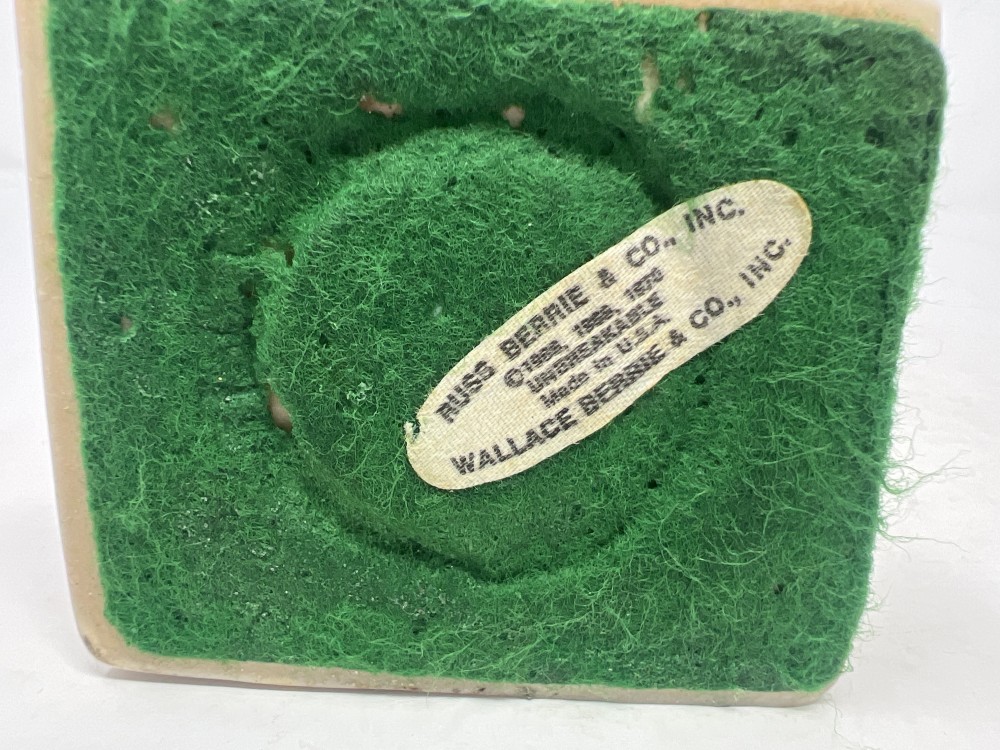 RUSS BERRIE & CO., INC.
©1968, 1969, 1970
UNBREAKABLE
Made in U.S.A.
WALLACE BERRIE & CO., INC.